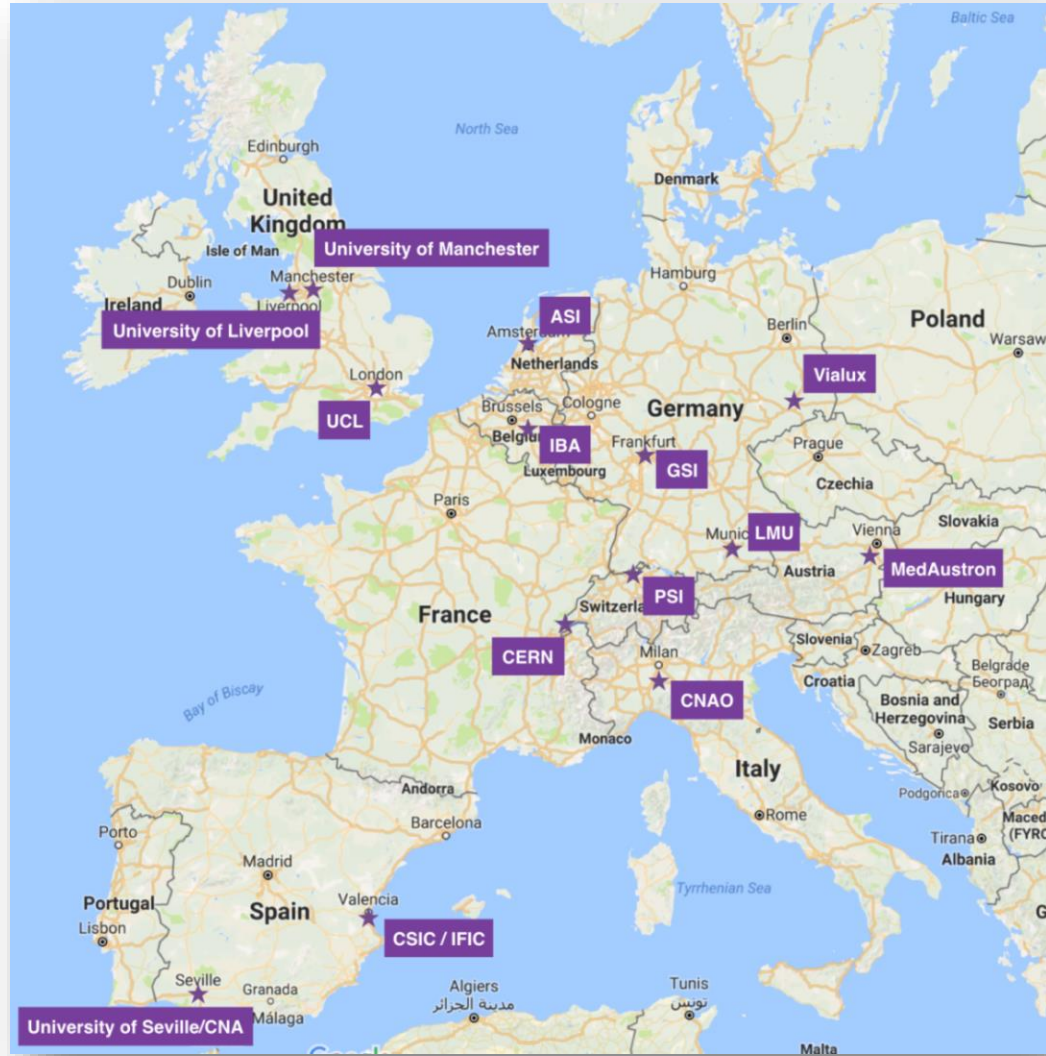 Baltic Sea
North Sea
Edinburgh
United
Kingdom
Denmark
Isle of Man
University of Manchester
Dublin
Manchester
Ireland
Liverpool
University of Liverpool
Hamburg
ASI
Amsterdam
Netherlands
Berlin
Poland
Warsaw
London
UCL
Vialux
Brussels
Cologne
Germany
Belgium
IBA
Frankfurt
GSI
Luxembourg
Prague
Czechia
Paris
LMU
Munic
Vienna
Slovakia
MedAustron
Austria
Hungary
PSI
Switzerla
France
CERN
Slovenia
Zagreb
Milan
CNAO
Croatia
Belgrade
Београд
Bay of Biscay
Bosnia and
Herzegovina
Serbia
Monaco
Sarajevo
Italy
Andorra
Podgorica
Kosovo
Maced
(FYRO
Rome
Barcelona
Porto
Tirana
Albania
Madrid
Tyrrhenian Sea
Portugal
Spain
Valencia
Lisbon
CSIC / IFIC
G
Seville
Granada
Algiers
مدينة الجزائر
Tunis
تونس
University of Seville/CNA
Málaga
Malta